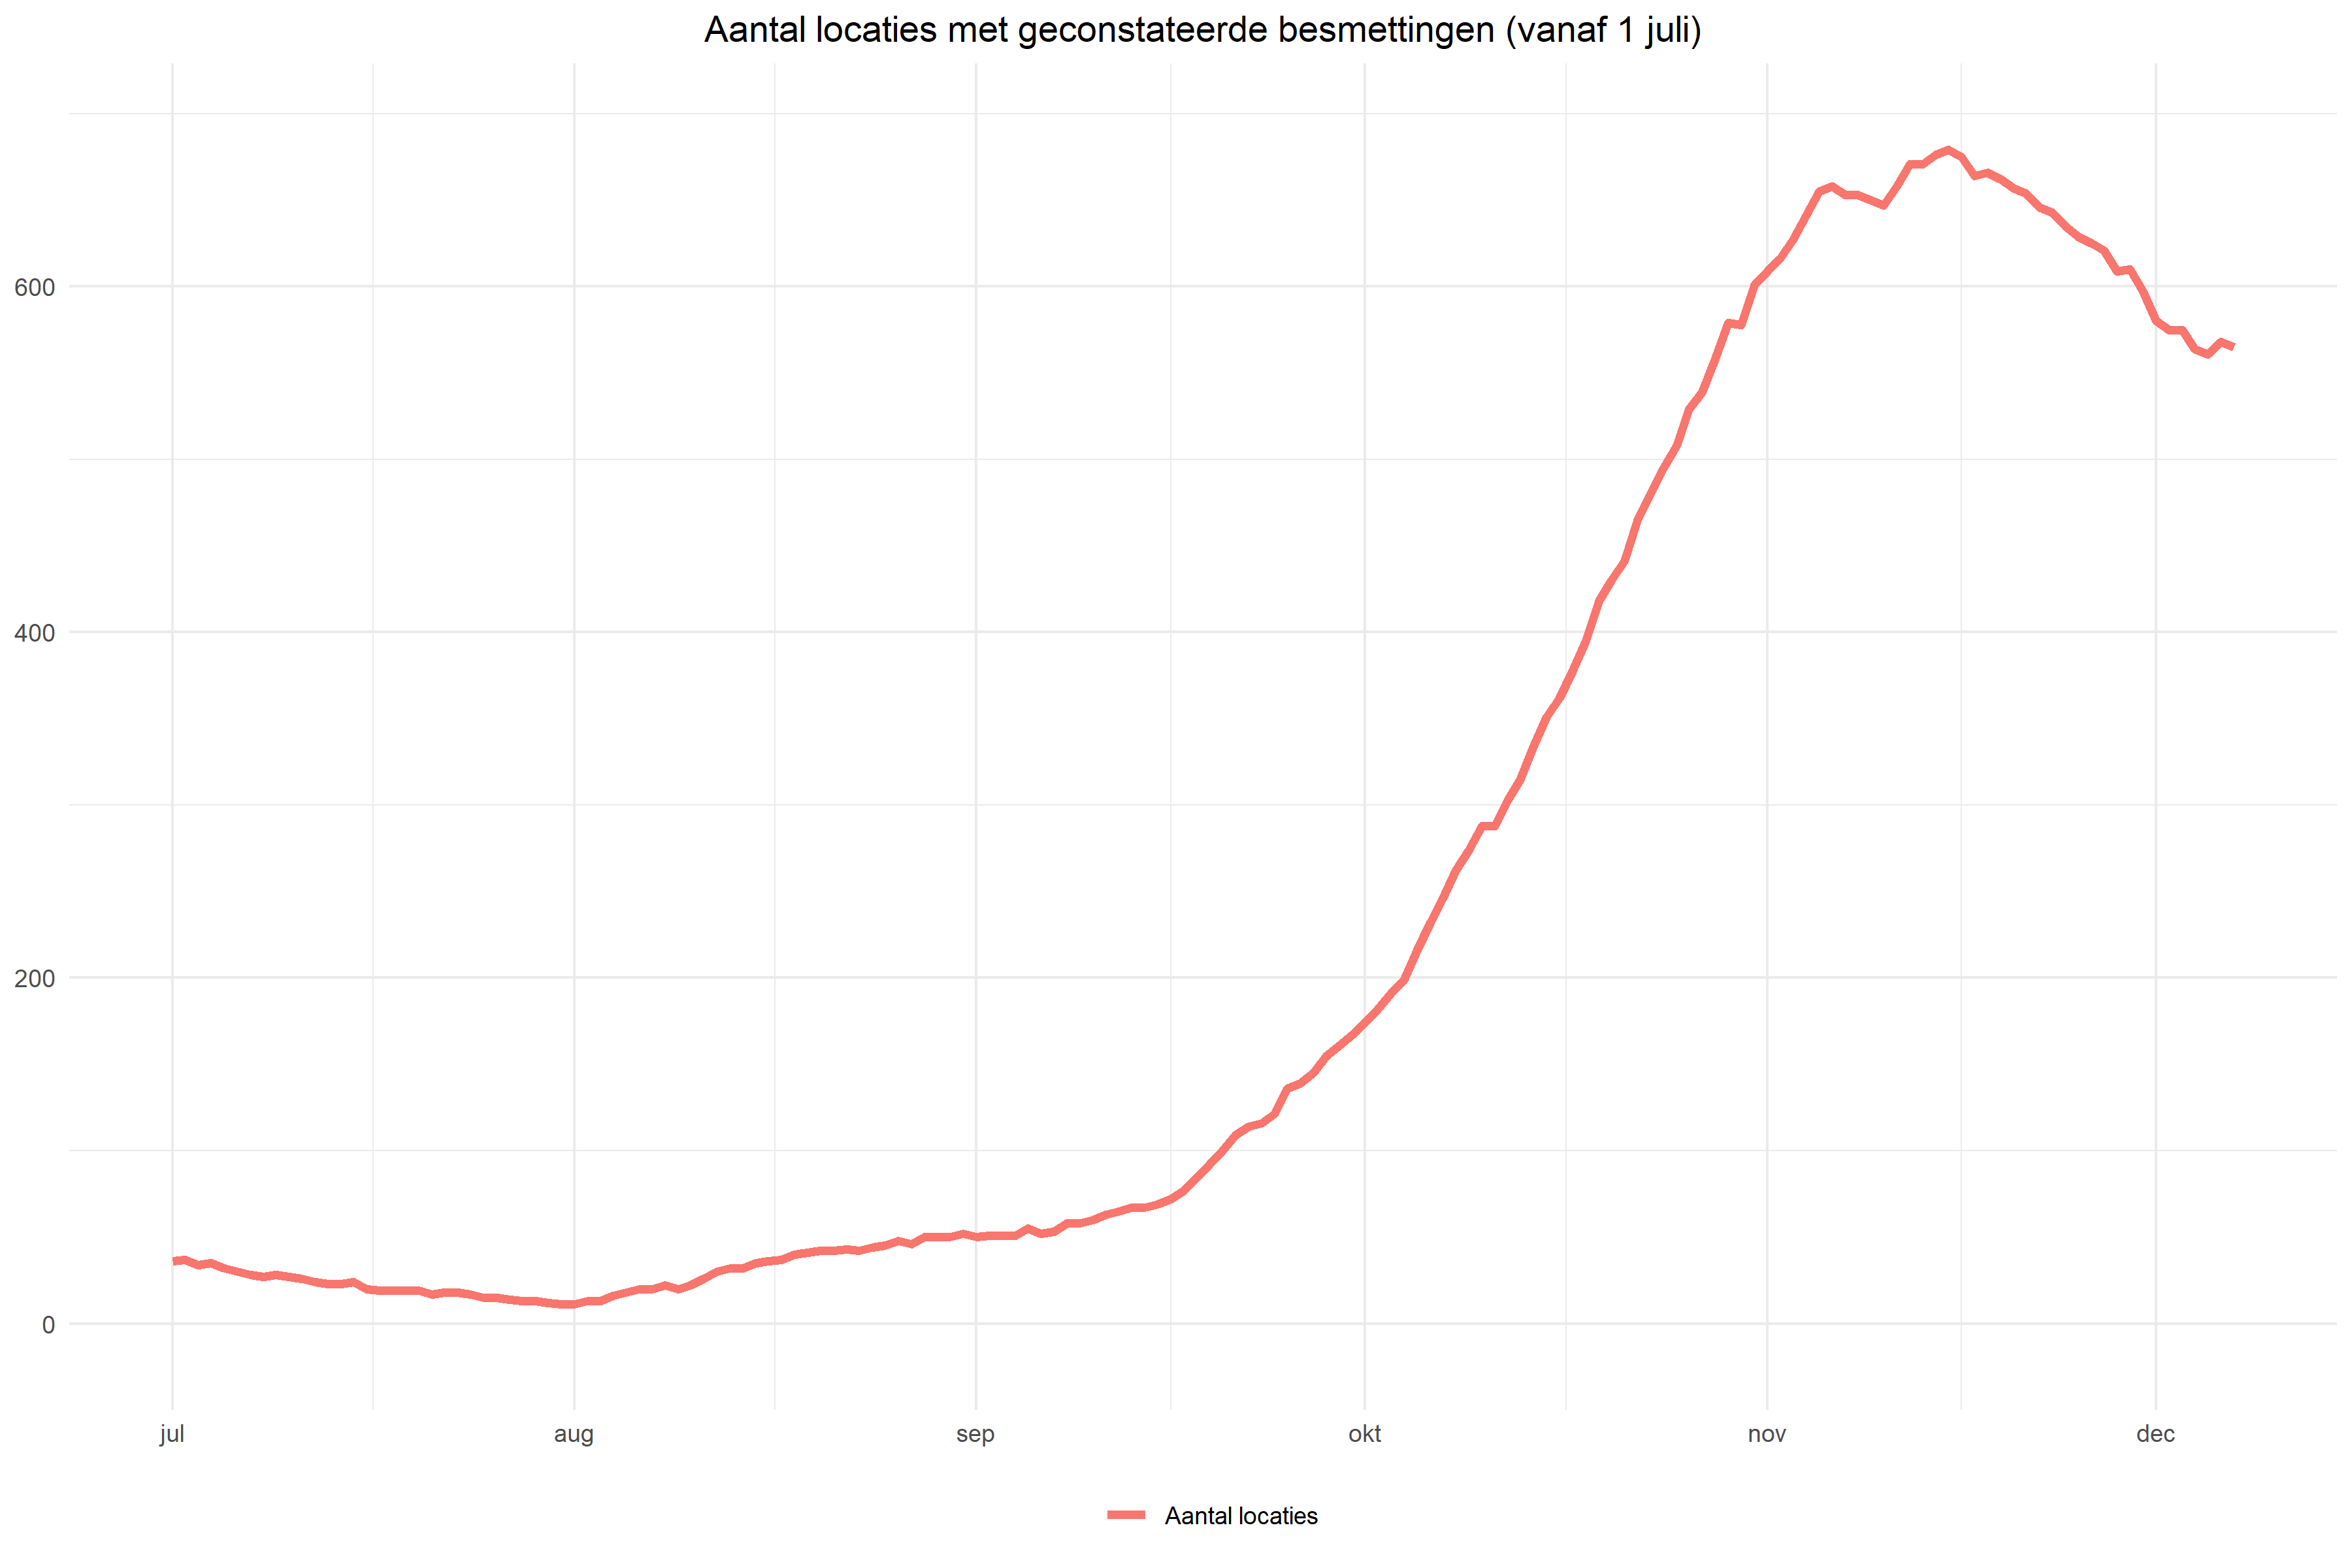 Aantal locaties met geconstateerde besmettingen (vanaf 1 juli)
600
400
200
0
jul aug sep okt nov dec
Aantal locaties